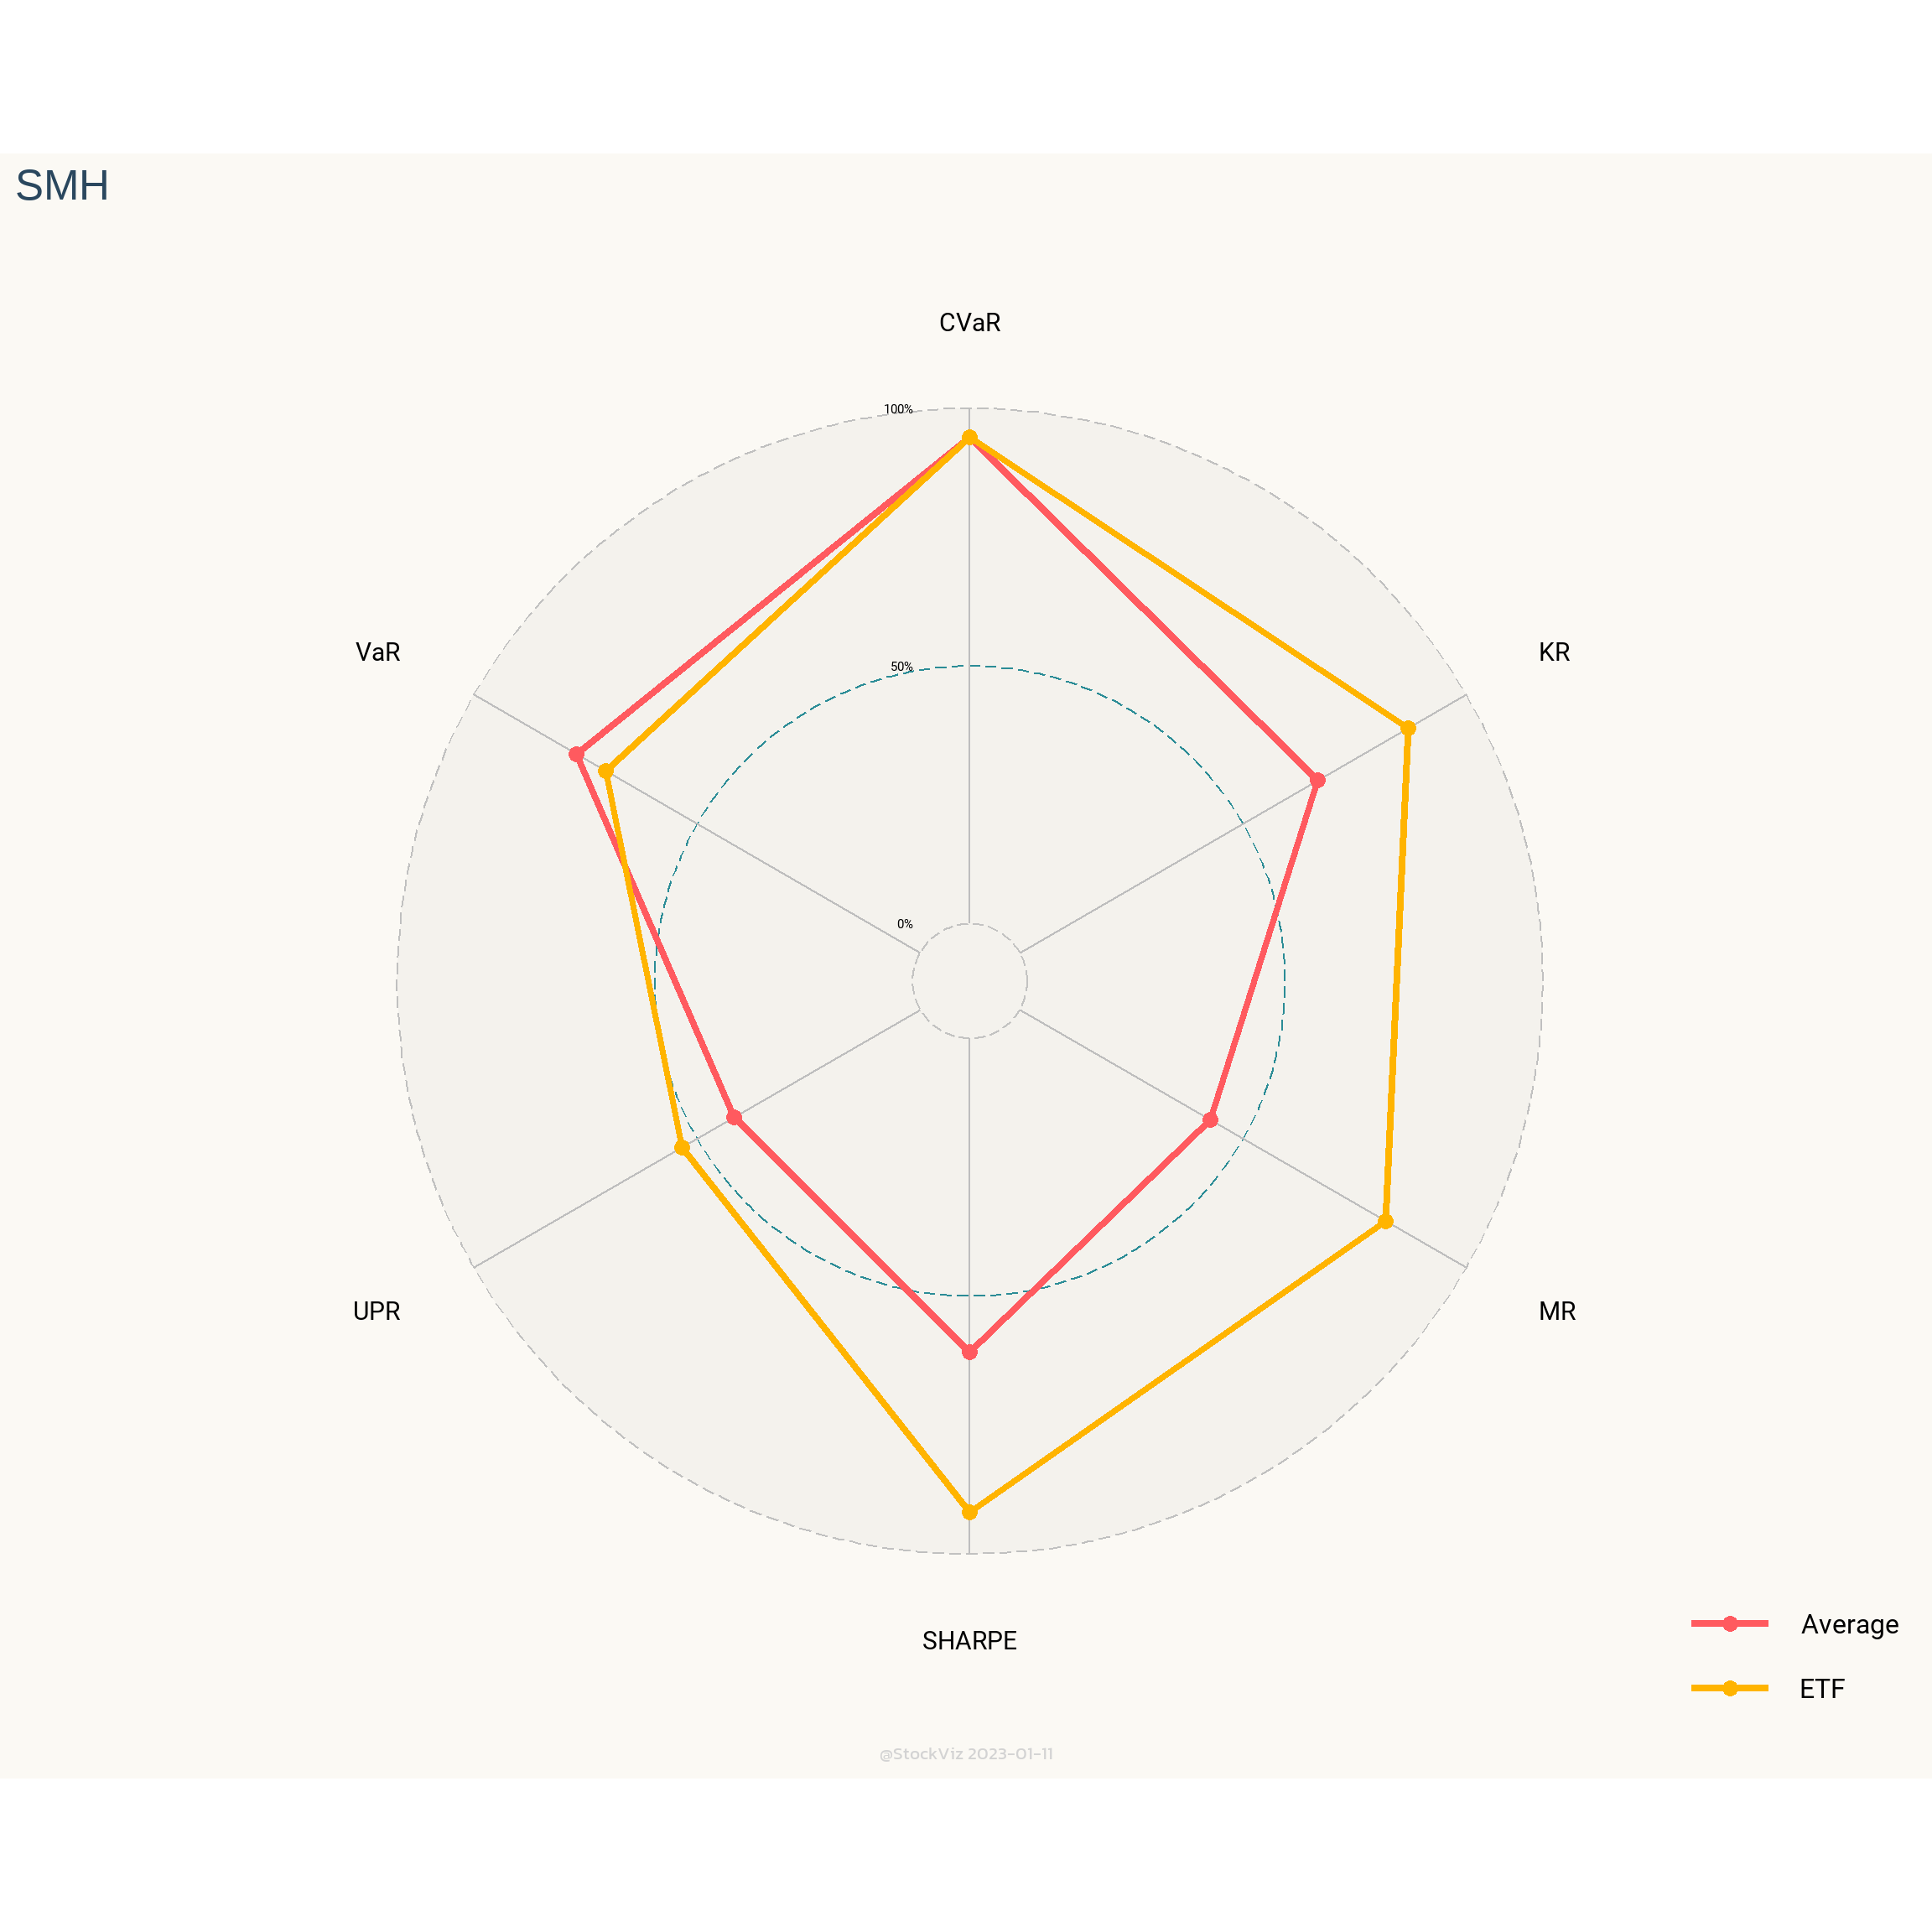 SMH
CVaR
100%
VaR
KR
50%
0%
UPR
MR
SHARPE
Average
ETF
@StockViz 2023-01-11